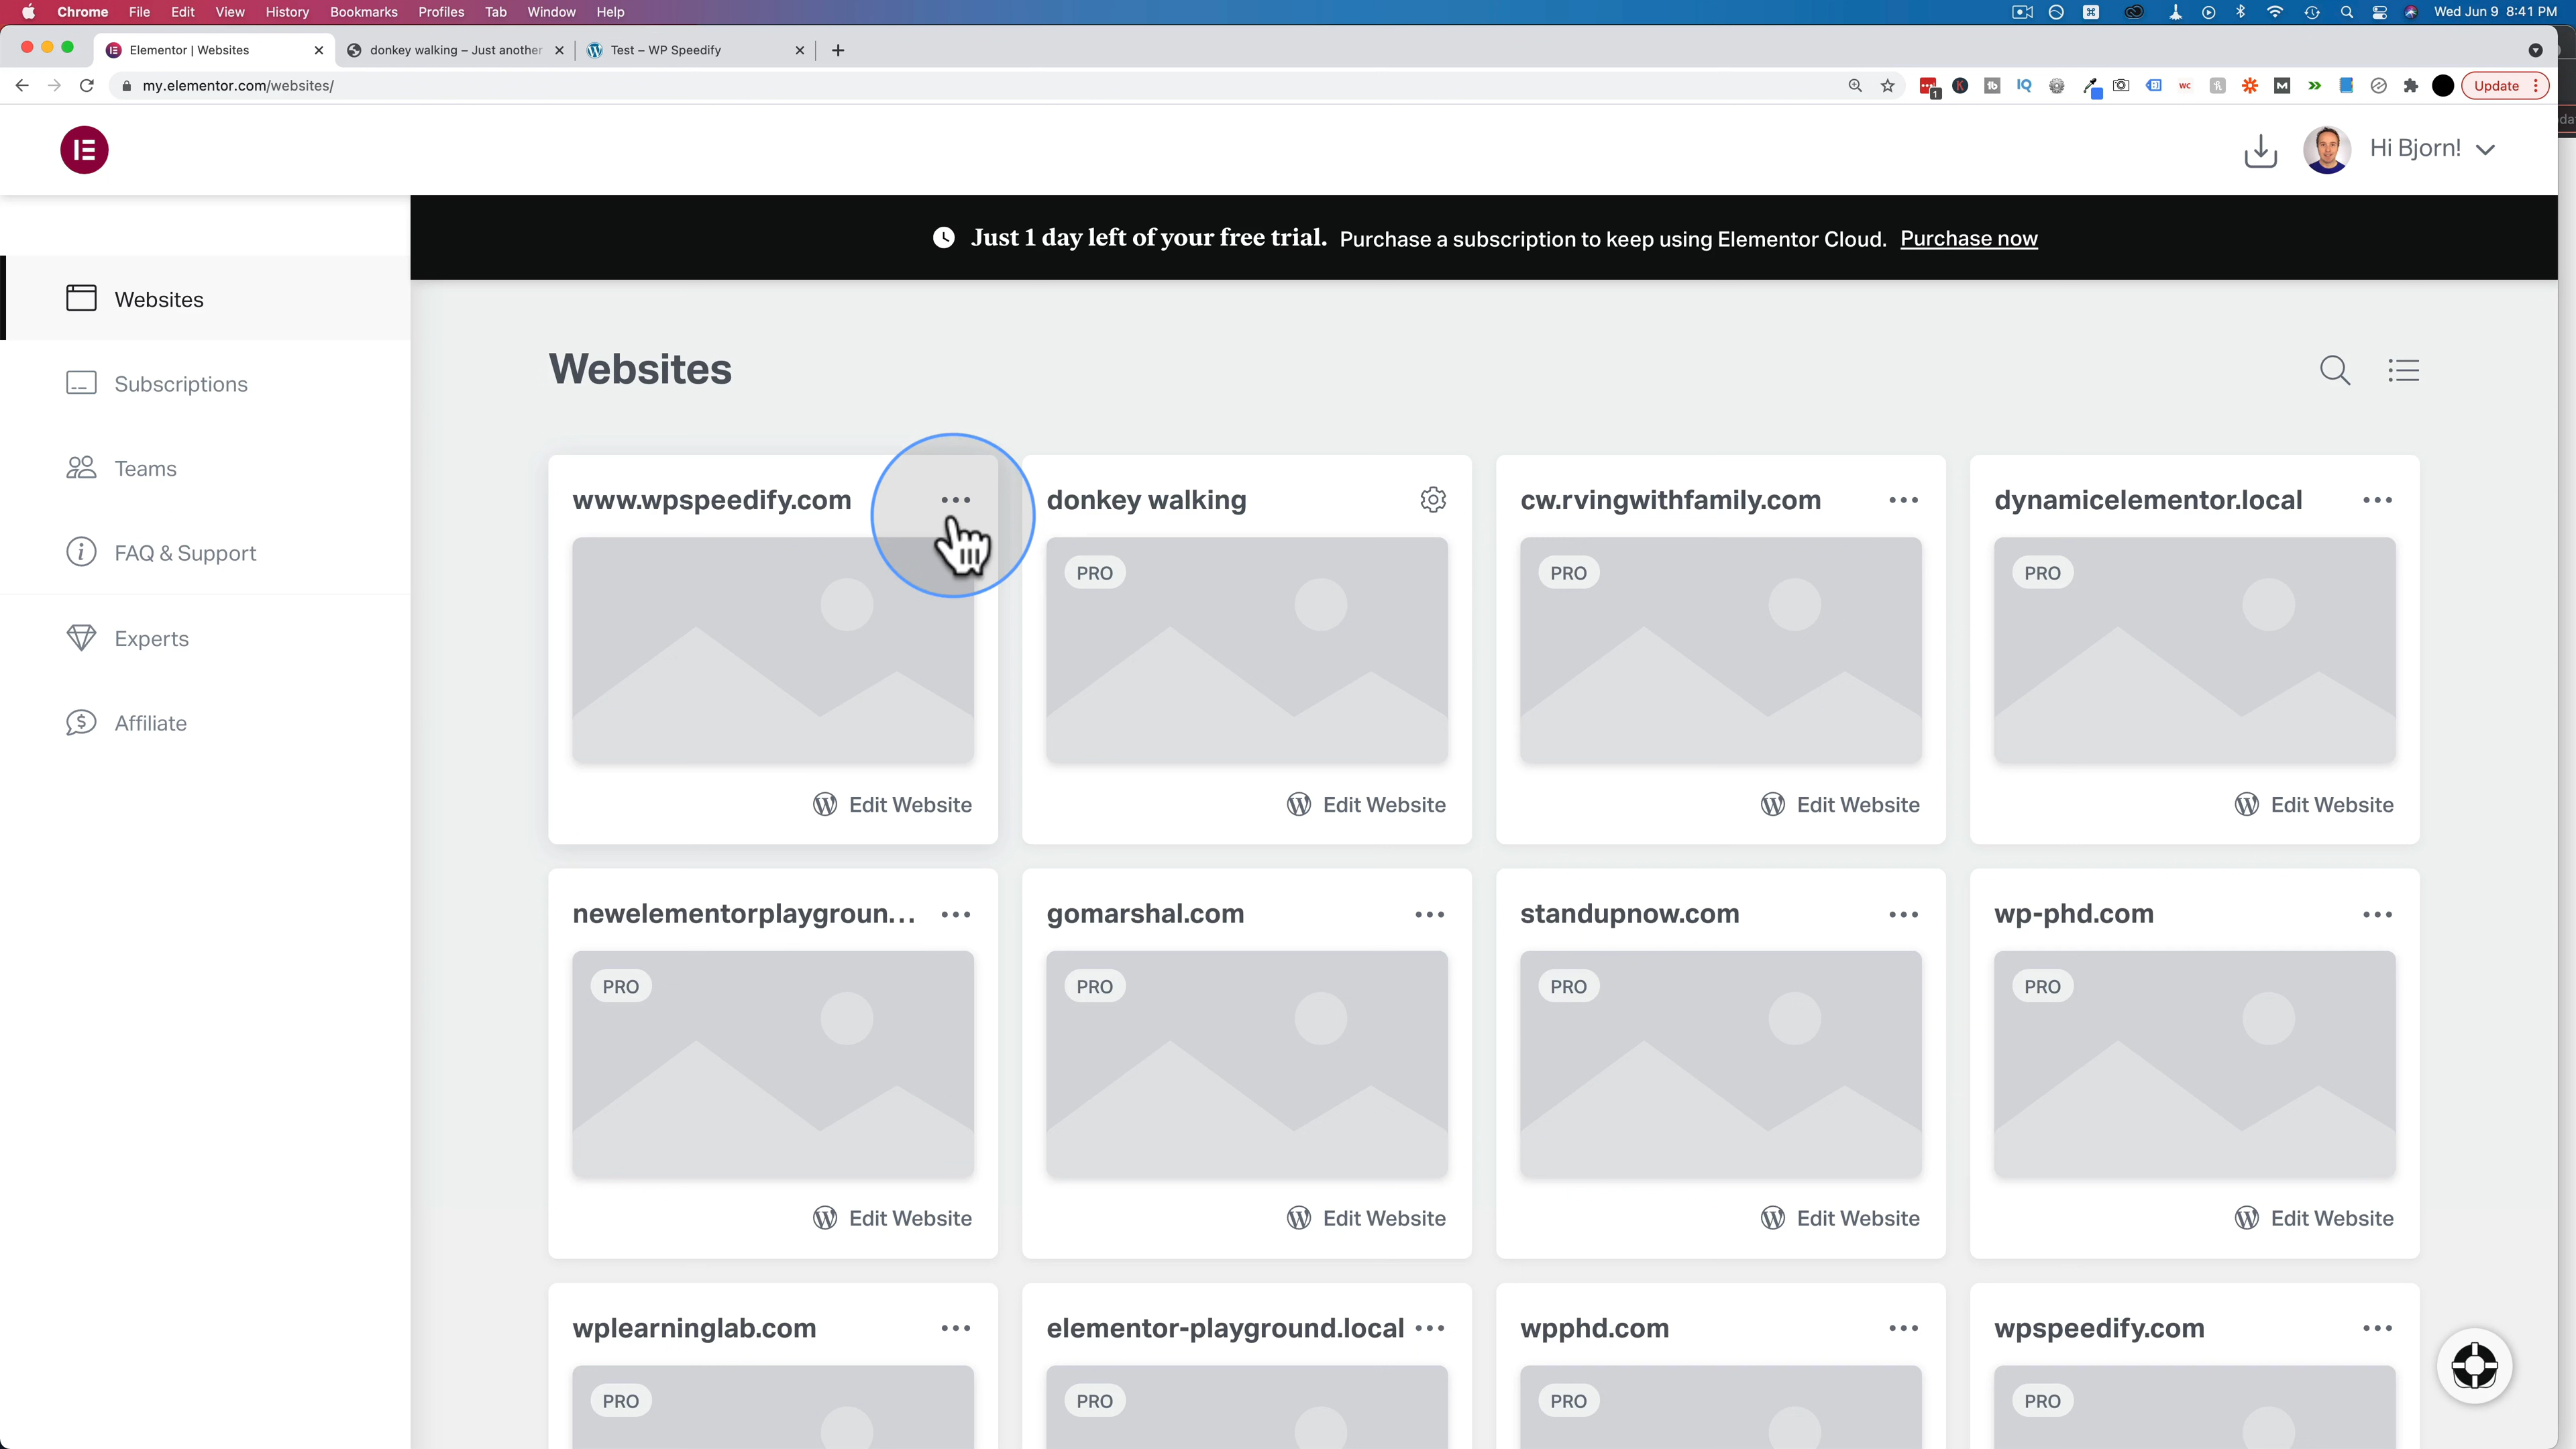 Chrome File Edit View History Bookmarks Profiles Tab Window Help Wed Jun 9 8:41 PM
Elementor | Websites donkey walking – Just another Test – WP Speedify
my.elementor.com/websites/ Update
Hi Bjorn!
Just 1 day left of your free trial. Purchase a subscription to keep using Elementor Cloud. Purchase now
Websites
Subscriptions
Teams
FAQ & Support
Experts
Affiliate
Websites
www.wpspeedify.com donkey walking cw.rvingwithfamily.com dynamicelementor.local
PRO PRO PRO
Edit Website Edit Website Edit Website Edit Website
newelementorplaygroun... gomarshal.com standupnow.com wp-phd.com
PRO PRO PRO PRO
Edit Website Edit Website Edit Website Edit Website
wplearninglab.com elementor-playground.local wpphd.com wpspeedify.com
PRO PRO PRO PRO